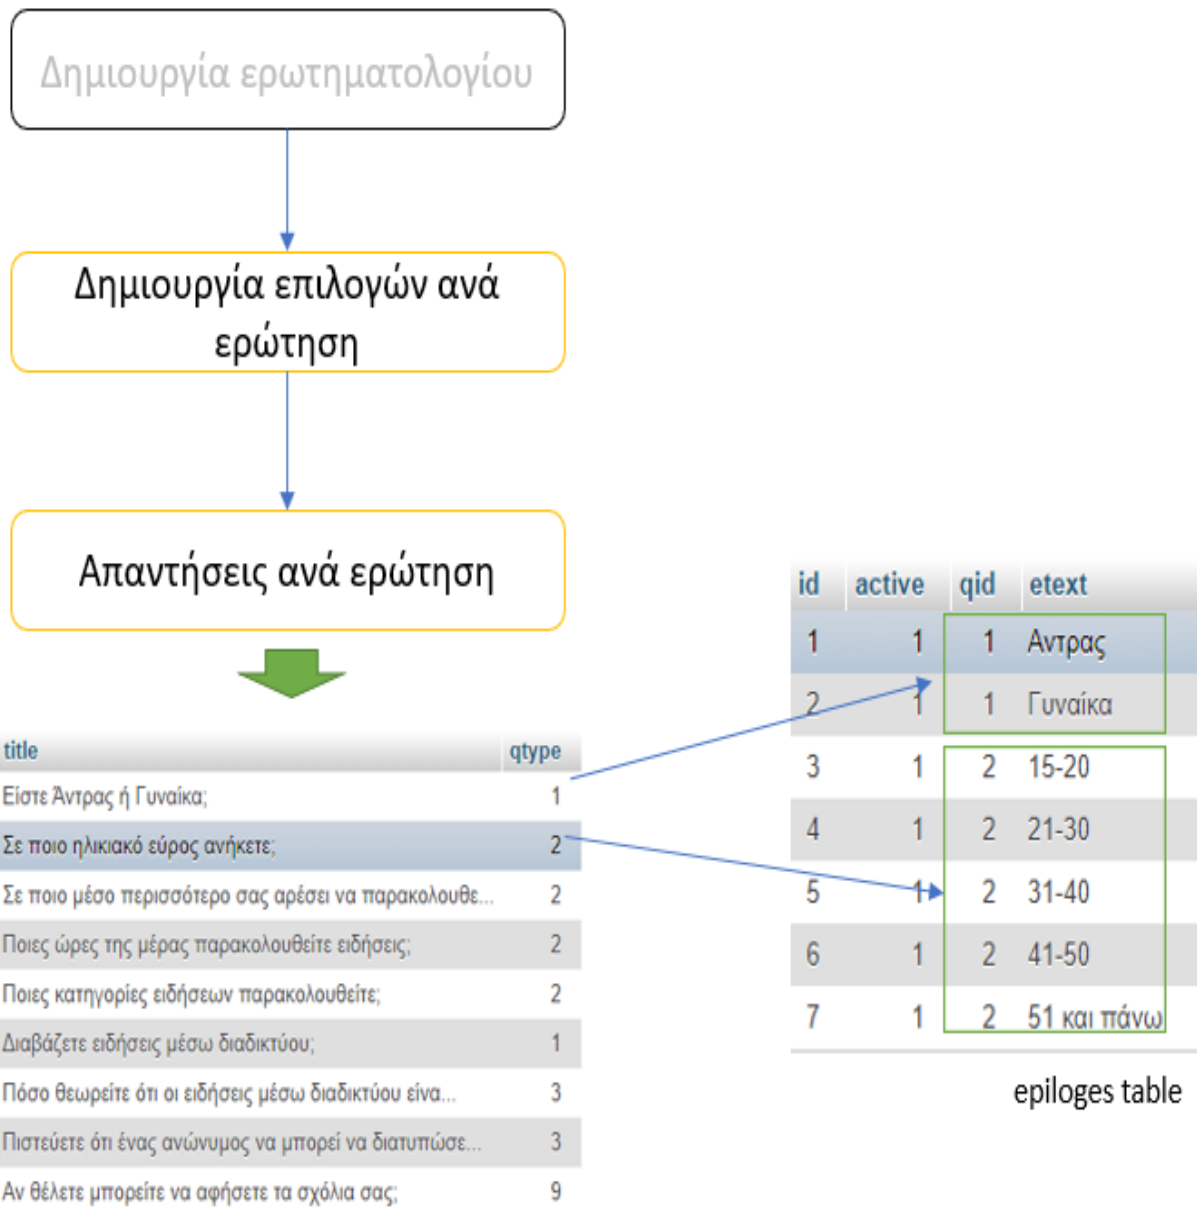 Δημιουργία ερωτηματολογίου
Δημιουργία επιλογών ανά
ερώτηση
Απαντήσεις ανά ερώτηση
title qtype
Είστε Άντρας ή Γυναίκα; 1
Σε ποιο ηλικιακό εύρος ανήκετε; 2
Σε ποιο μέσο περισσότερο σας αρέσει να παρακολουθε... 2
Ποιες ώρες της μέρας παρακολουθείτε ειδήσεις; 2
Ποιες κατηγορίες ειδήσεων παρακολουθείτε; 2
Διαβάζετε ειδήσεις μέσω διαδικτύου; 1
Πόσο θεωρείτε ότι οι ειδήσεις μέσω διαδικτύου είνα... 3
Πιστεύετε ότι ένας ανώνυμος να μπορεί να διατυπώσε... 3
Αν θέλετε μπορείτε να αφήσετε τα σχόλια σας; 9
id active qid etext
1 1 1 Αντρας
2 1 1 Γυναίκα
3 1 2 15-20
4 1 2 21-30
5 1 2 31-40
6 1 2 41-50
7 1 2 51 και πάνω
epiloges table